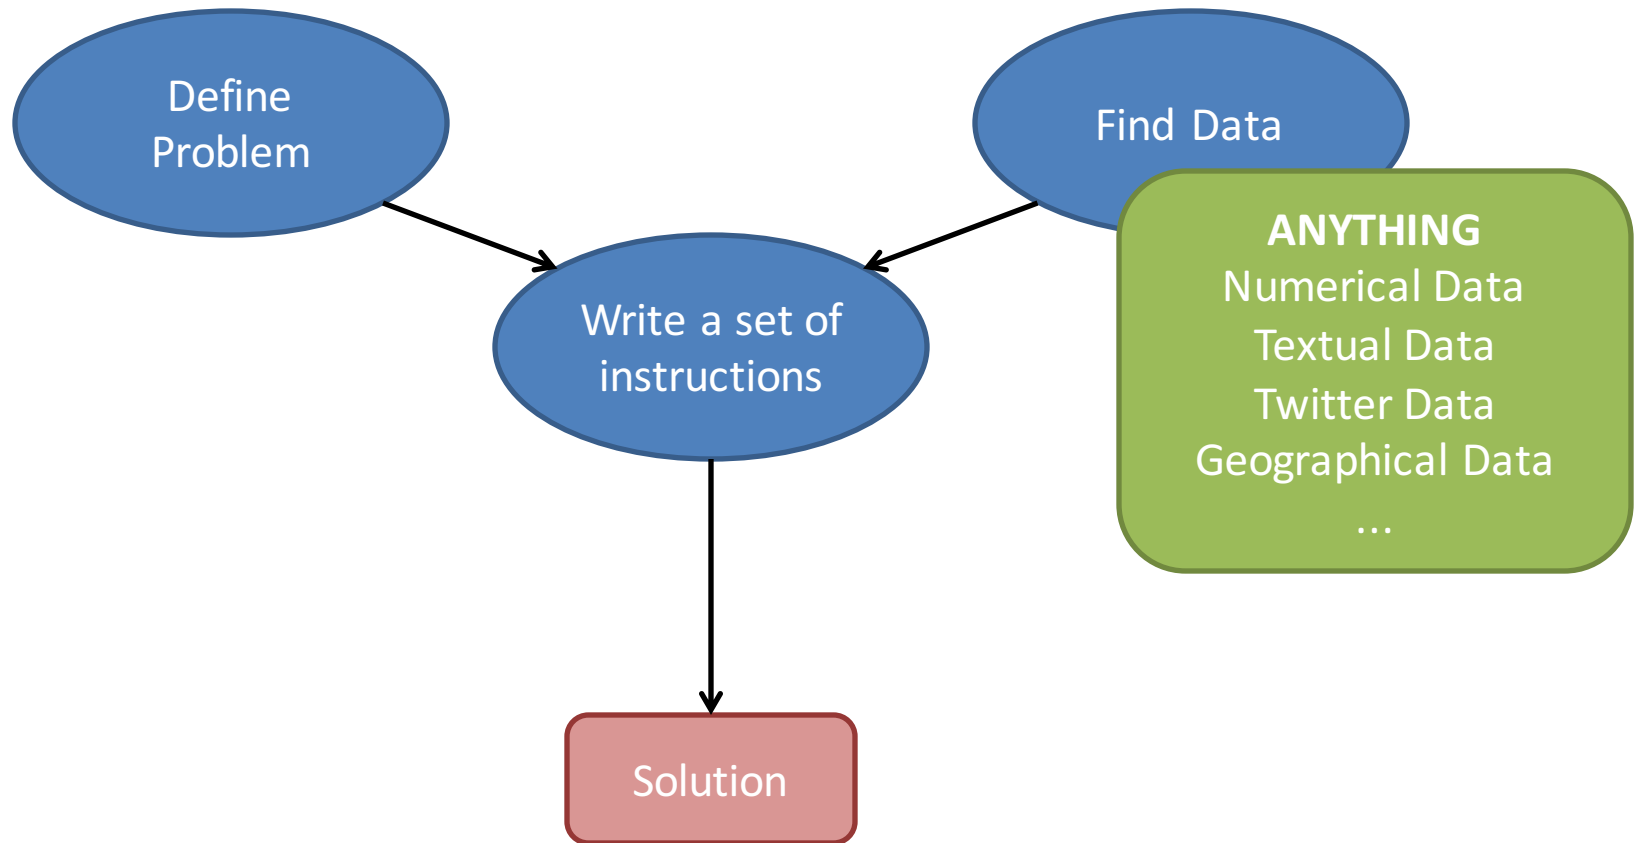 Define
Problem
Find Data
ANYTHING
Numerical Data
Textual Data
Twitter Data
Geographical Data
...
Write a set of
instructions
Solution